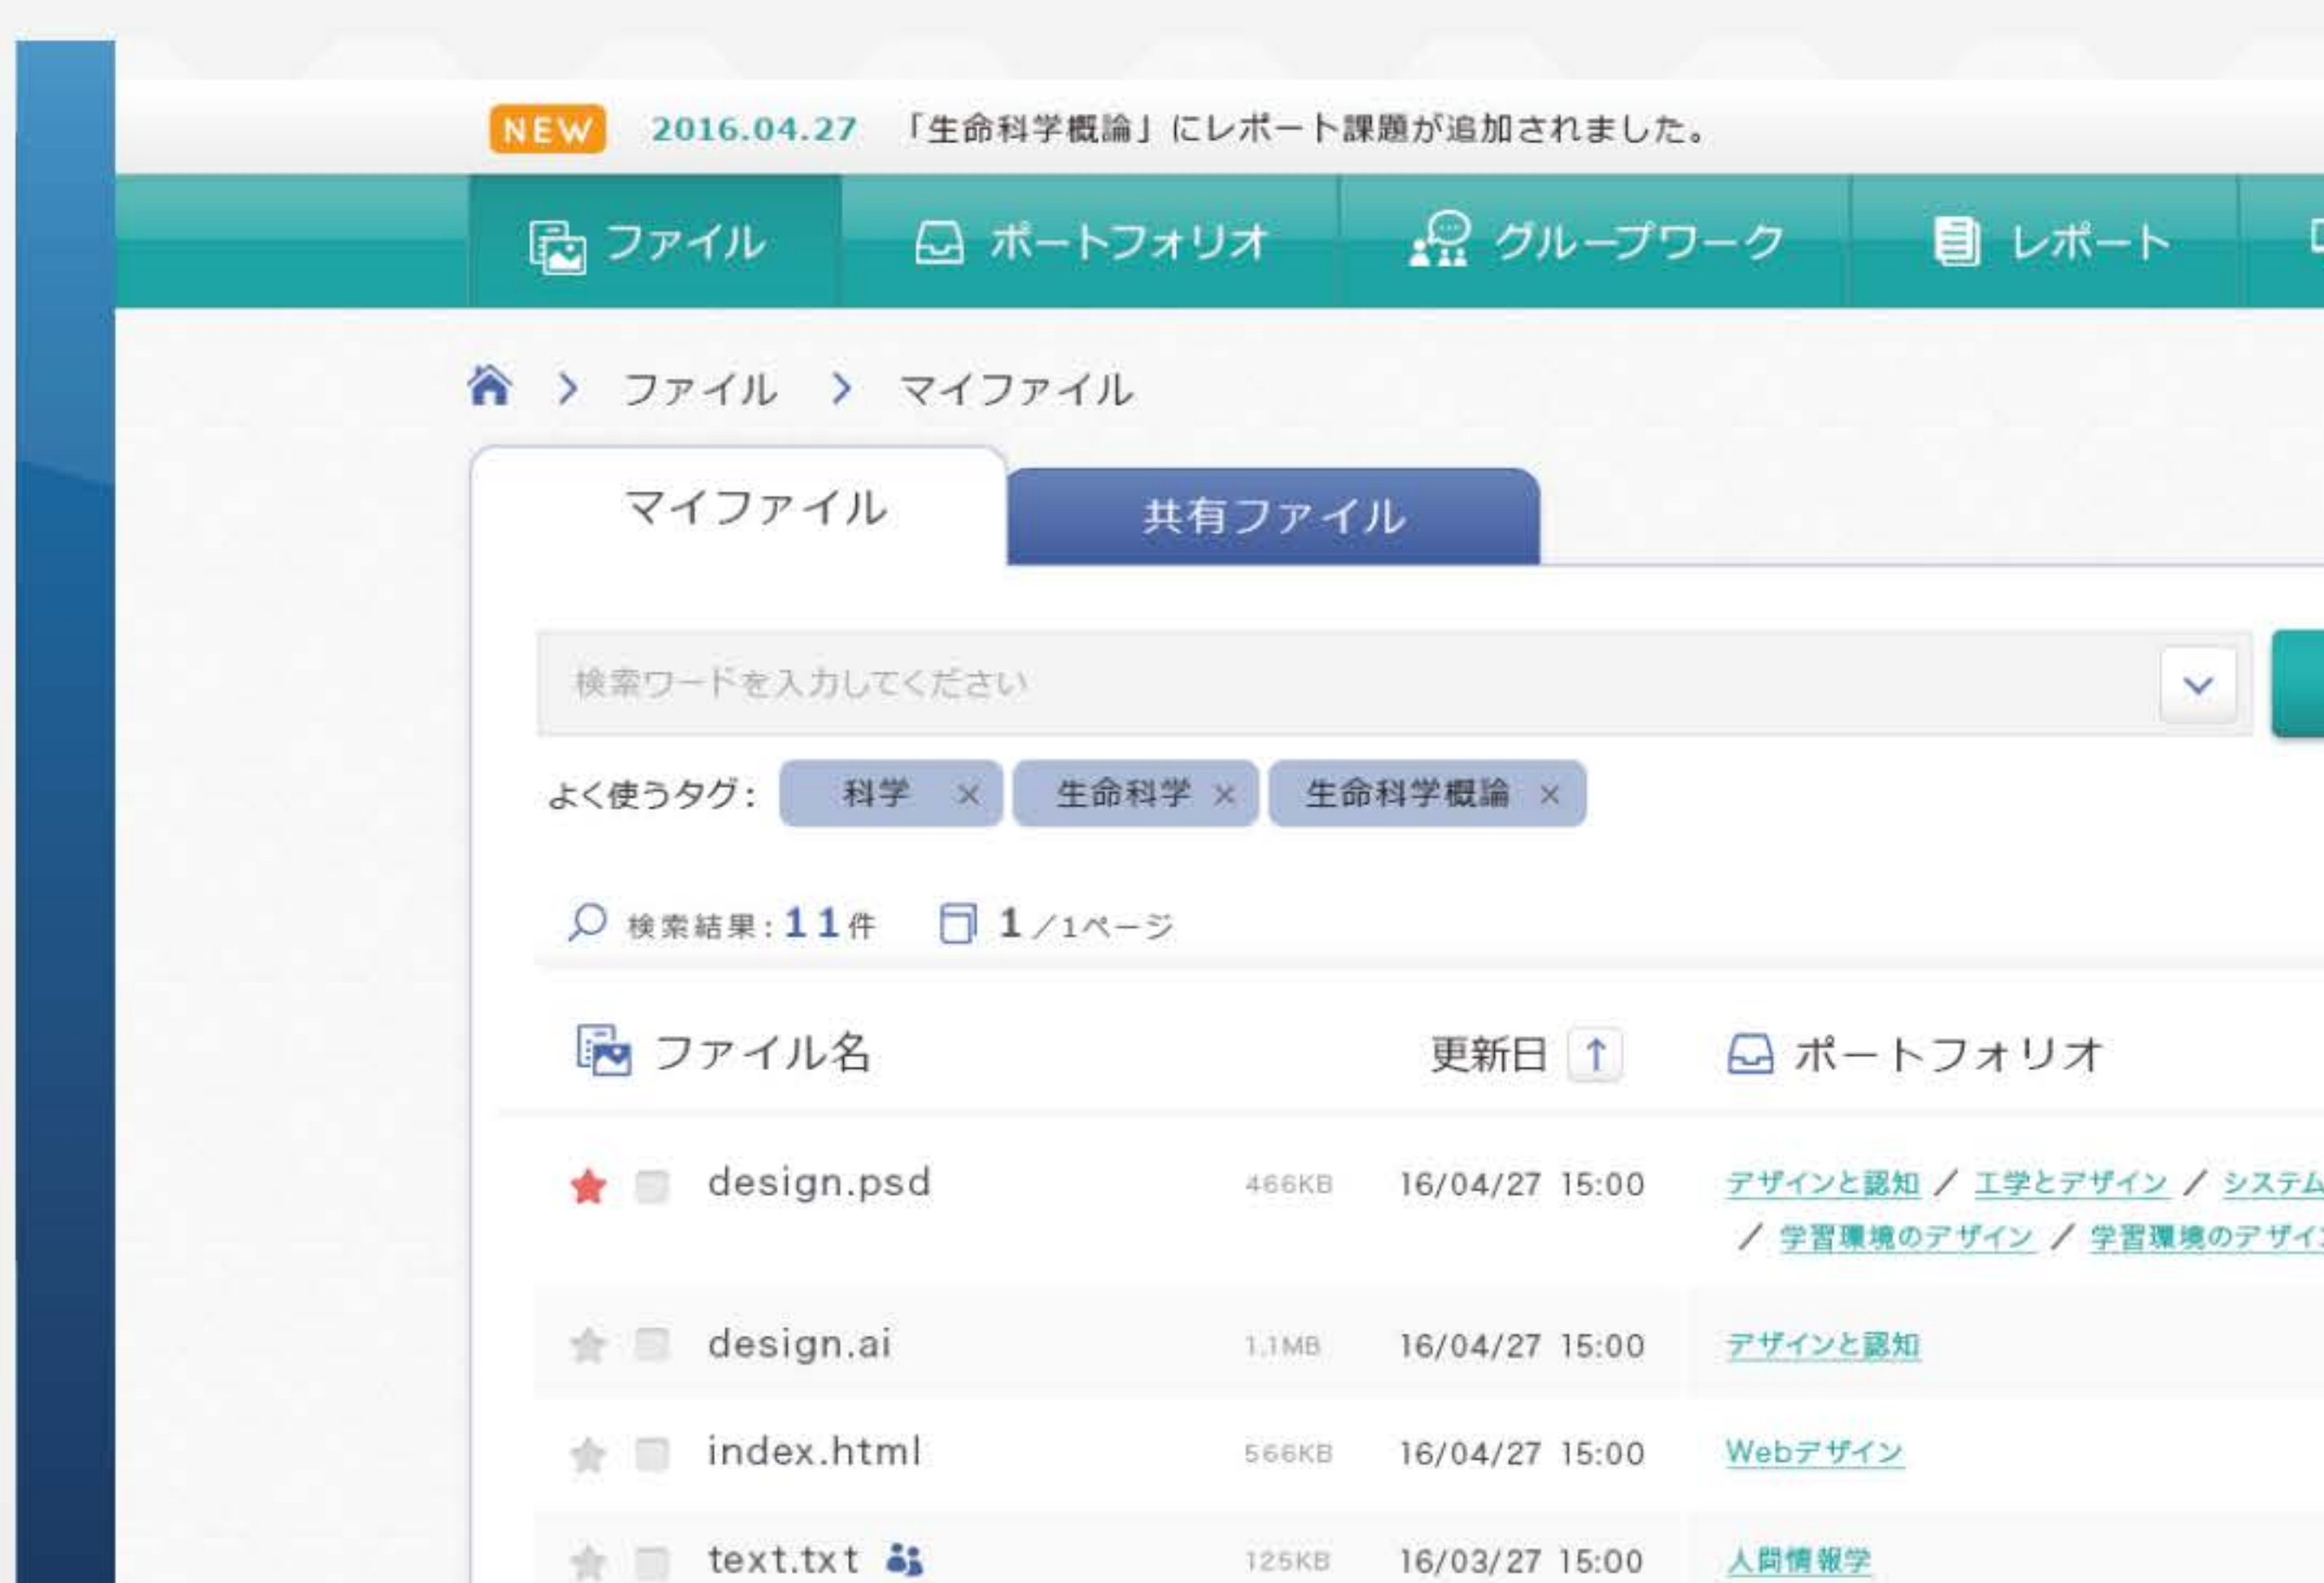 NEW 2016.04.27 「生命科学概論」にレポート課題が追加されました。
ファイル ポートフォリオ グループワーク レポート
> ファイル > マイファイル
マイファイル 共有ファイル
検索ワードを入力してください
よく使うタグ: 科学 × 生命科学 × 生命科学概論 ×
検索結果:11件 1/1ページ
ファイル名 更新日 ↑ ポートフォリオ
design.psd 466KB 16/04/27 15:00 デザインと認知 / 工学とデザイン / システム
/ 学習環境のデザイン / 学習環境のデザイ
design.ai 1.1MB 16/04/27 15:00 デザインと認知
index.html 566KB 16/04/27 15:00 Webデザイン
text.txt 125KB 16/03/27 15:00 人間情報学